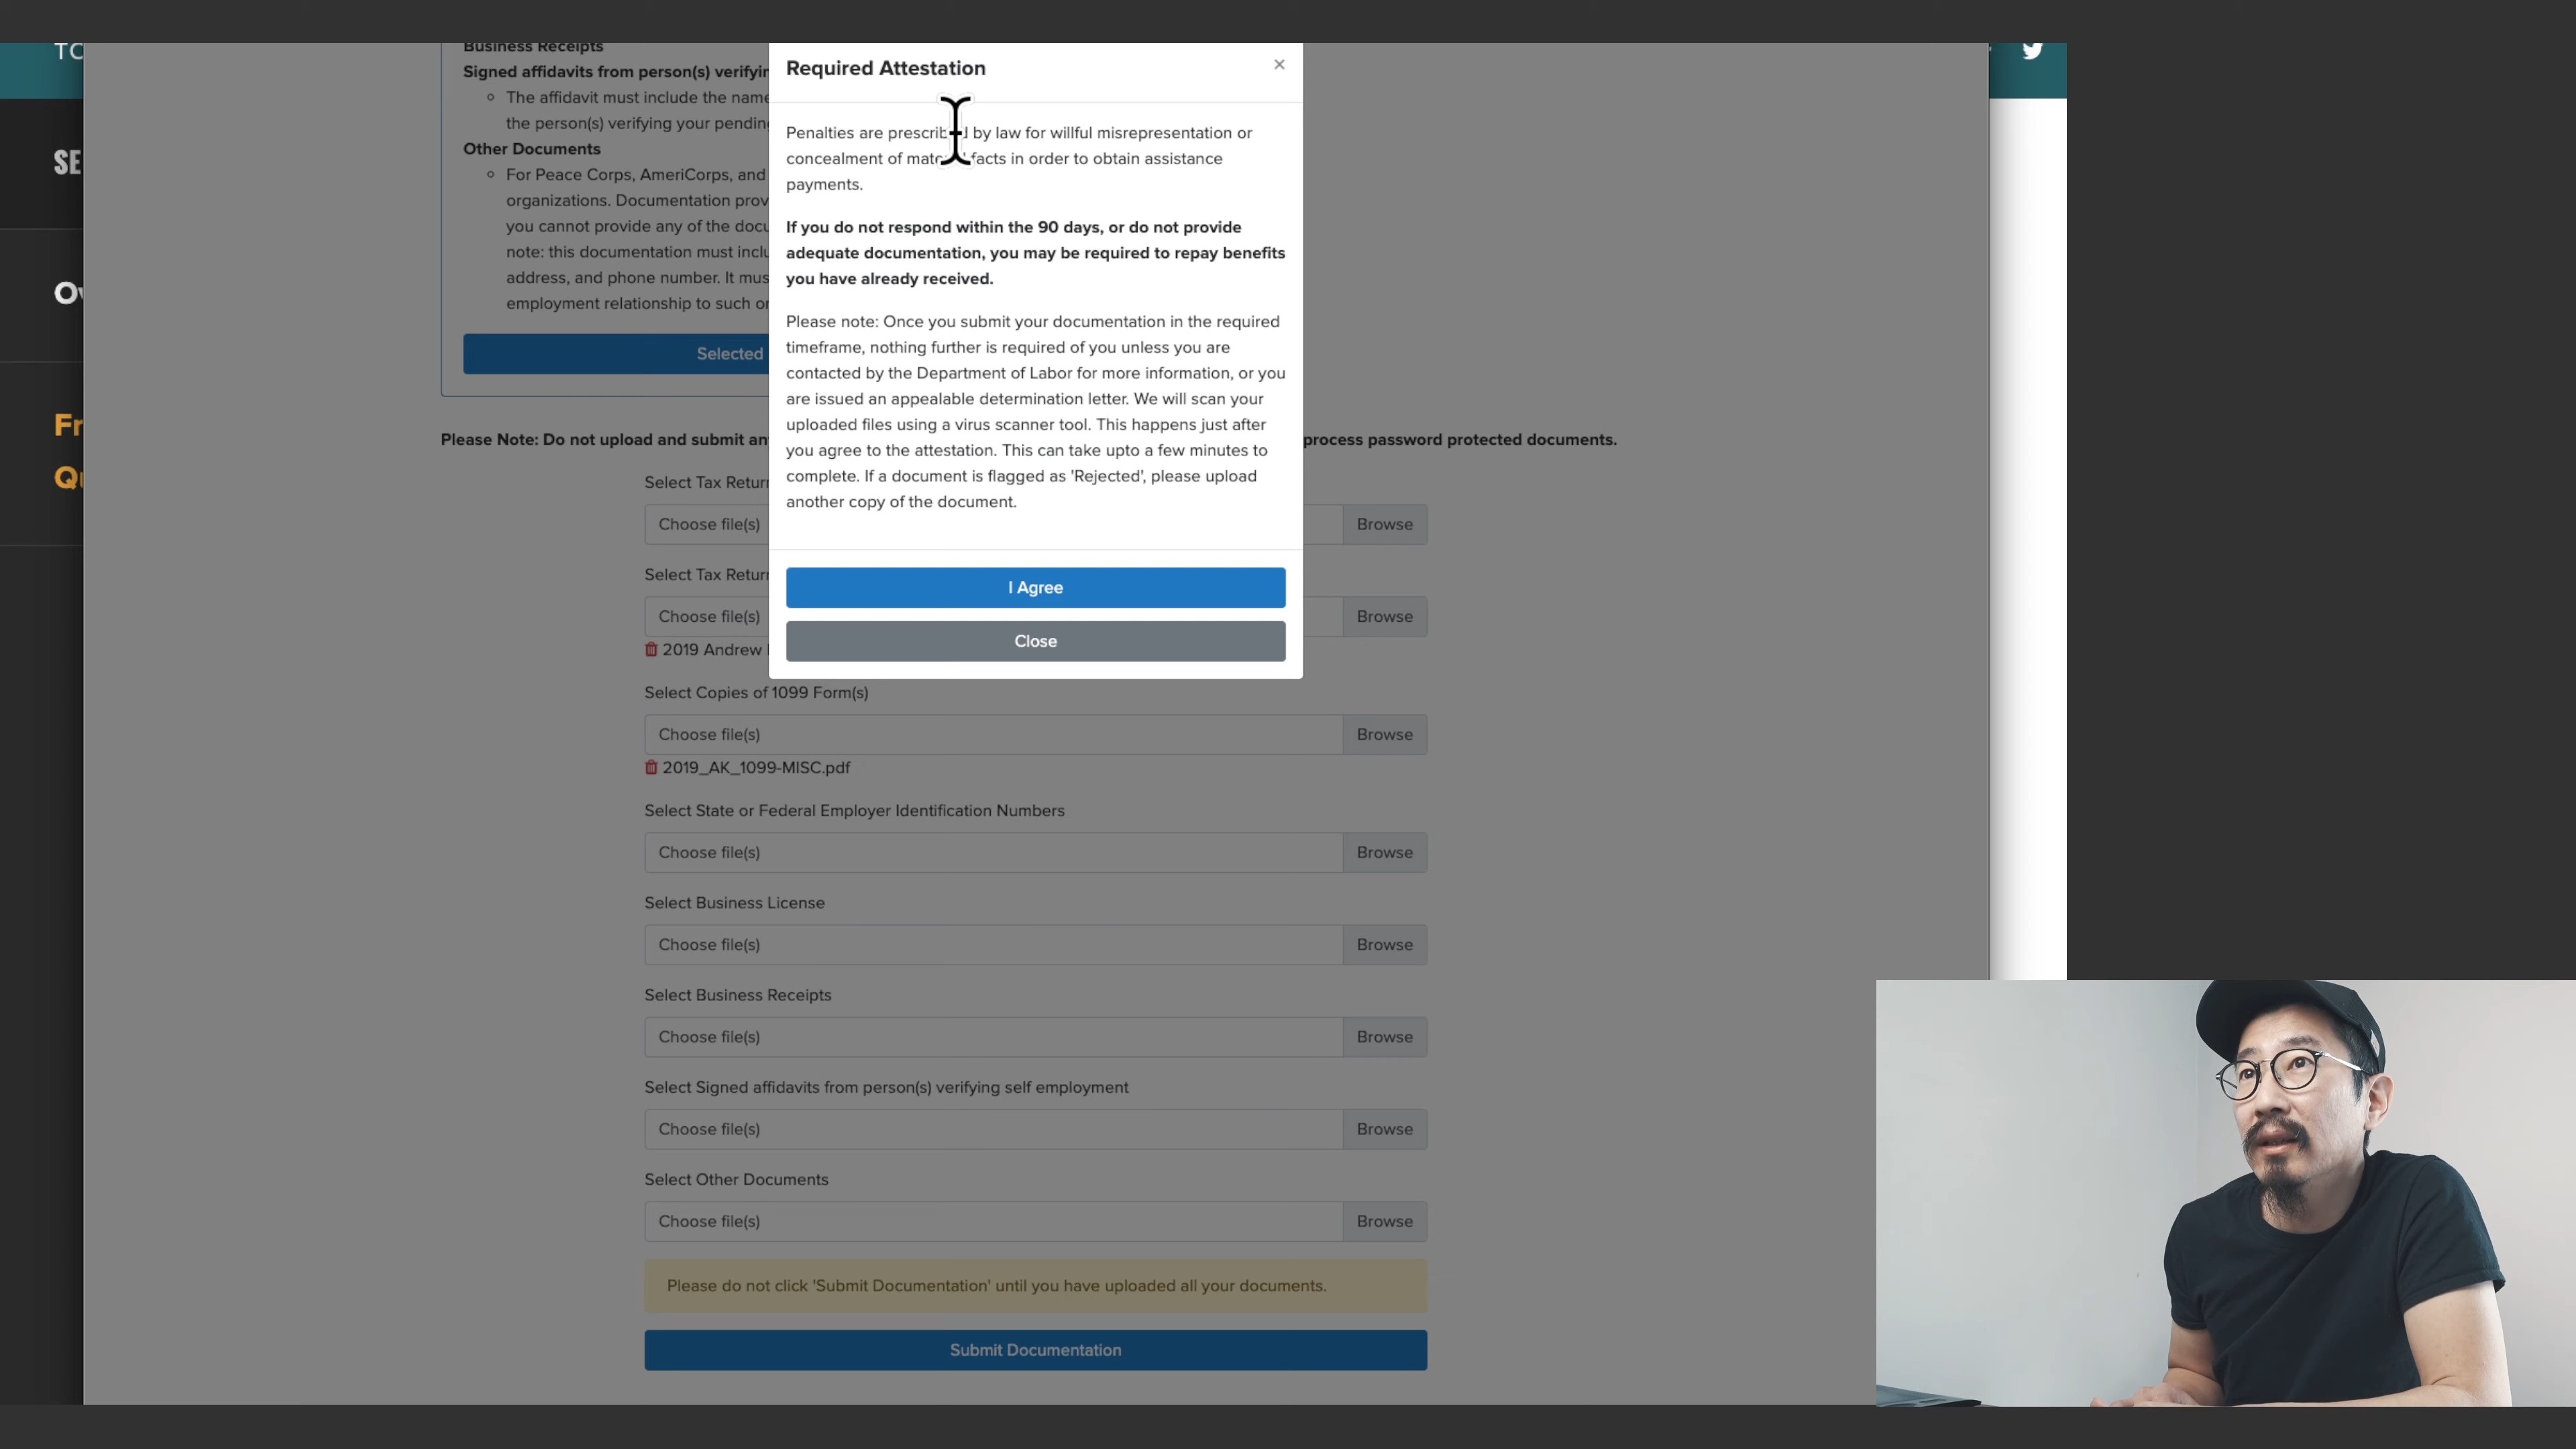 TO
Business Receipts
Signed affidavits from person(s) verifying
The affidavit must include the name
the person(s) verifying your pending
Other Documents
For Peace Corps, AmeriCorps, and
organizations. Documentation
you cannot provide any of the
note: this documentation must
address, and phone number. It must
employment relationship to such
Selected
SE
Fr
Please Note: Do not upload and submit
process password protected documents.
Required Attestation
×
Penalties are prescribed by law for willful misrepresentation or
concealment of material facts in order to obtain assistance
payments.
If you do not respond within the 90 days, or do not provide
adequate documentation, you may be required to repay benefits
you have already received.
Please note: Once you submit your documentation in the required
timeframe, nothing further is required of you unless you are
contacted by the Department of Labor for more information, or you
are issued an appealable determination letter. We will scan your
uploaded files using a virus scanner tool. This happens just after
you agree to the attestation. This can take upto a few minutes to
complete. If a document is flagged as 'Rejected', please upload
another copy of the document.
I Agree
Close
Select Tax Return
Choose file(s)
Browse
Select Tax Return
Choose file(s)
Browse
2019 Andrew
Select Copies of 1099 Form(s)
Choose file(s)
Browse
2019_AK_1099-MISC.pdf
Select State or Federal Employer Identification Numbers
Choose file(s)
Browse
Select Business License
Choose file(s)
Browse
Select Business Receipts
Choose file(s)
Browse
Select Signed affidavits from person(s) verifying self employment
Choose file(s)
Browse
Select Other Documents
Choose file(s)
Browse
Please do not click 'Submit Documentation' until you have uploaded all your documents.
Submit Documentation